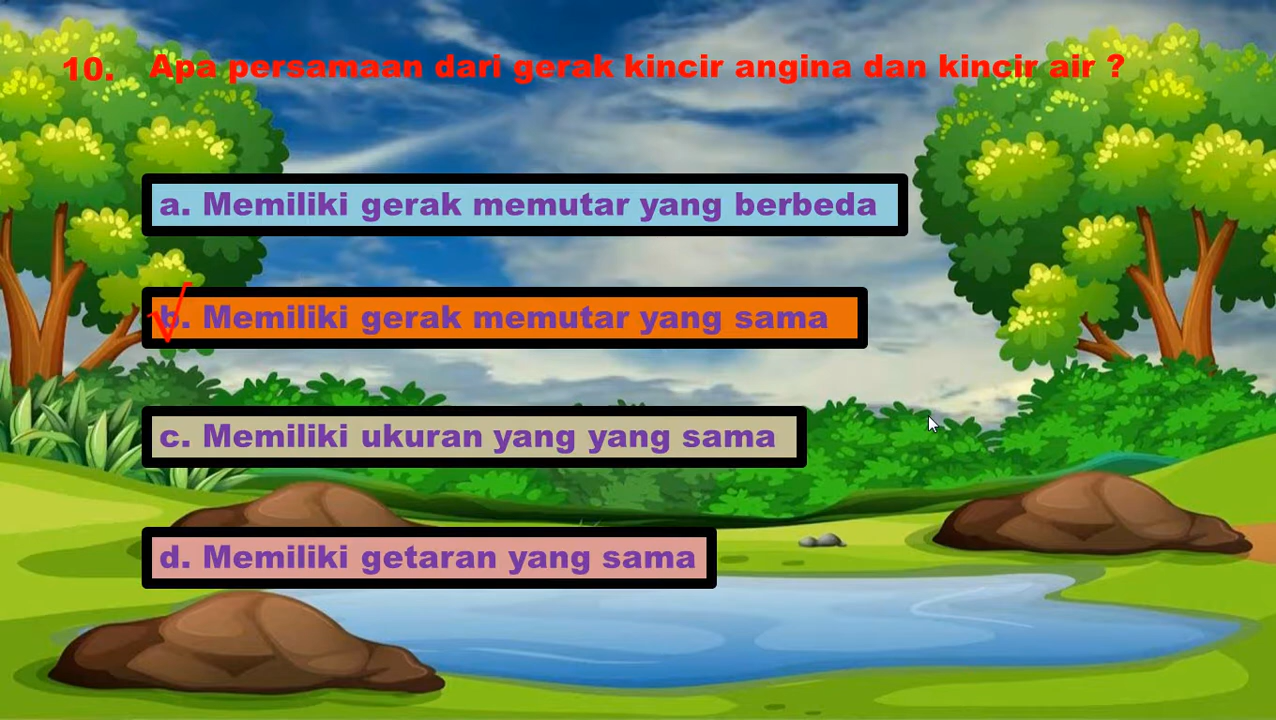 10. Apa persamaan dari gerak kincir angina dan kincir air ?
a. Memiliki gerak memutar yang berbeda
√
b. Memiliki gerak memutar yang sama
c. Memiliki ukuran yang yang sama
d. Memiliki getaran yang sama